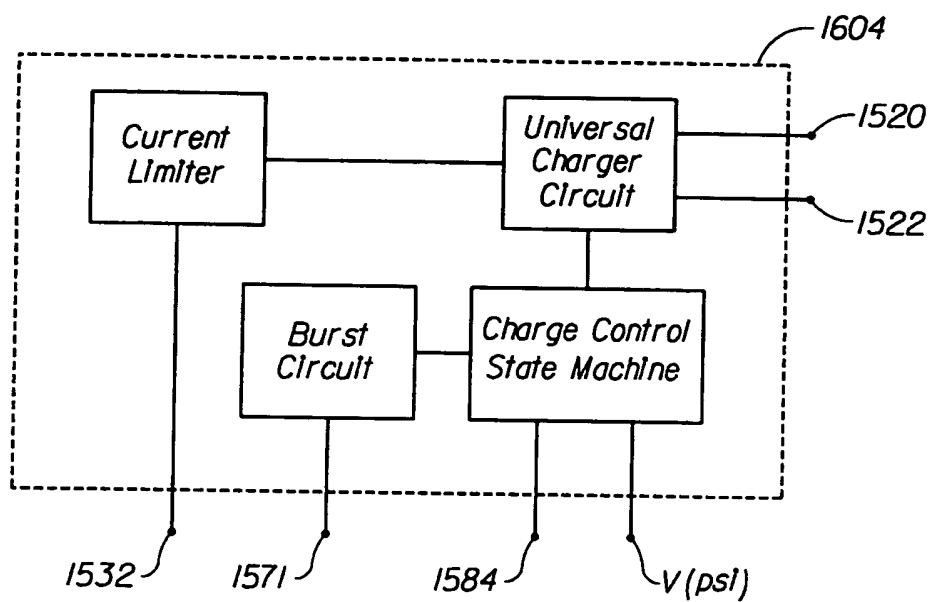 1604
Current
Limiter
Universal
Charger
Circuit
1520
1522
Burst
Circuit
Charge Control
State Machine
1532
1571
1584
V(psi)